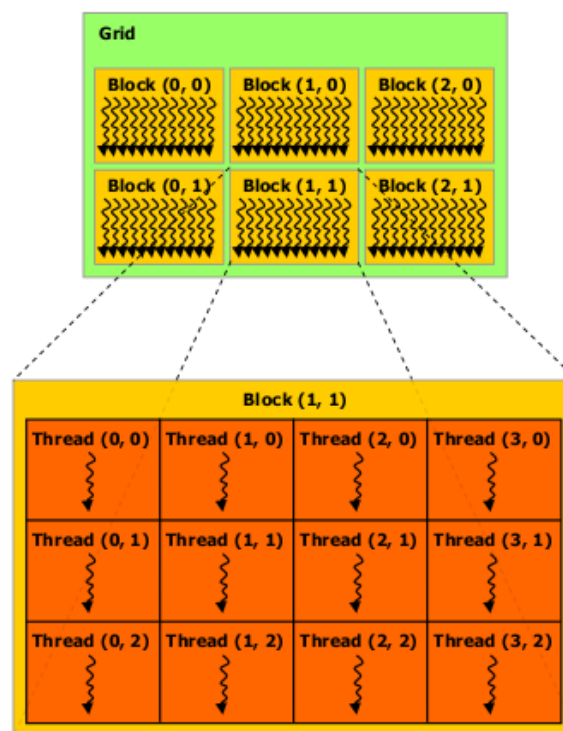 Grid
Block (0, 0) Block (1, 0) Block (2, 0)
Block (0, 1) Block (1, 1) Block (2, 1)
Block (1, 1)
Thread (0, 0) Thread (1, 0) Thread (2, 0) Thread (3, 0)
Thread (0, 1) Thread (1, 1) Thread (2, 1) Thread (3, 1)
Thread (0, 2) Thread (1, 2) Thread (2, 2) Thread (3, 2)